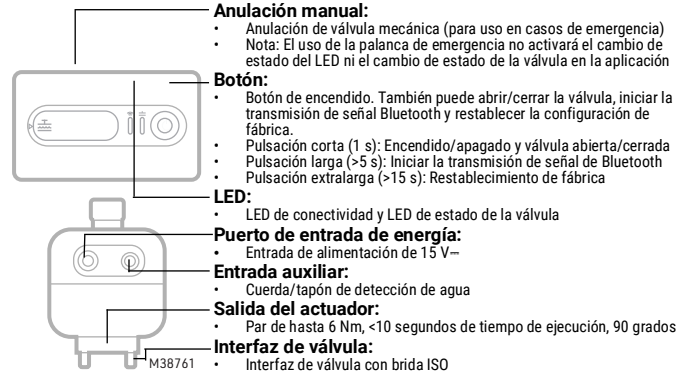 Anulación manual:
• Anulación de válvula mecánica (para uso en casos de emergencia)
• Nota: El uso de la palanca de emergencia no activará el cambio de
estado del LED ni el cambio de estado de la válvula en la aplicación
Botón:
• Botón de encendido. También puede abrir/cerrar la válvula, iniciar la
transmisión de señal Bluetooth y restablecer la configuración de
fábrica.
• Pulsación corta (1 s): Encendido/apagado y válvula abierta/cerrada
• Pulsación larga (>5 s): Iniciar la transmisión de señal de Bluetooth
• Pulsación extralarga (>15 s): Restablecimiento de fábrica
LED:
• LED de conectividad y LED de estado de la válvula
Puerto de entrada de energía:
• Entrada de alimentación de 15 V⎓
Entrada auxiliar:
• Cuerda/tapón de detección de agua
Salida del actuador:
• Par de hasta 6 Nm, <10 segundos de tiempo de ejecución, 90 grados
Interfaz de válvula:
• Interfaz de válvula con brida ISO
M38761